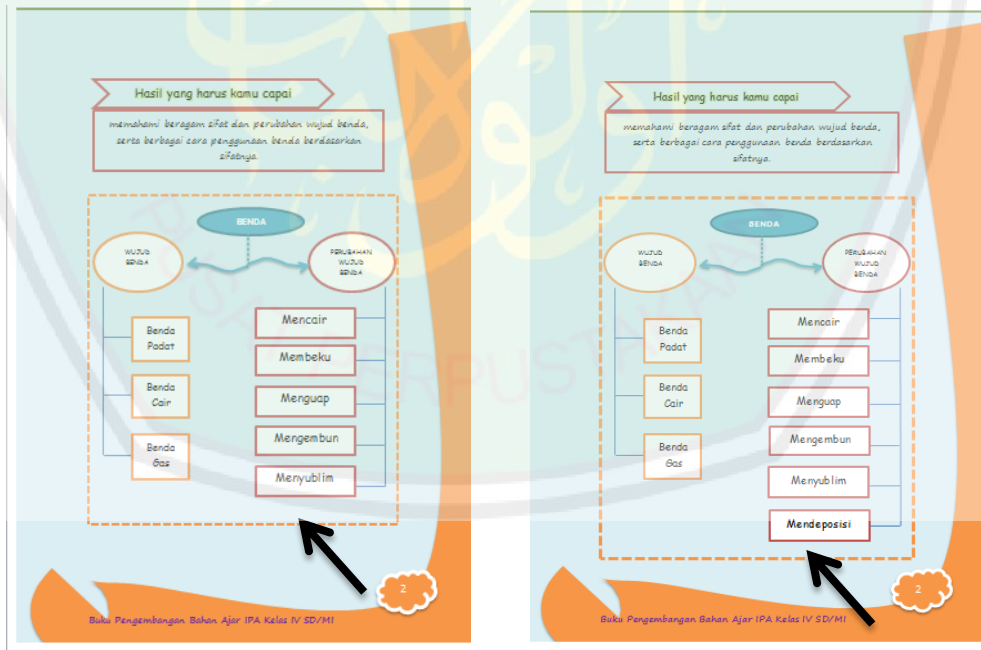 Hasil yang harus kamu capai
memahami beragam sifat dan perubahan wujud benda,
serta berbagai cara penggunaan benda berdasarkan
sifatnya.
BENDA
WUJUD
BENDA
PERUBAHAN
WUJUD
BENDA
Benda
Padat
Benda
Cair
Benda
Gas
Mencair
Membeku
Menguap
Mengembun
Menyublim
2
Buku Pengembangan Bahan Ajar IPA Kelas IV SD/MI
Hasil yang harus kamu capai
memahami beragam sifat dan perubahan wujud benda,
serta berbagai cara penggunaan benda berdasarkan
sifatnya.
BENDA
WUJUD
BENDA
PERUBAHAN
WUJUD
BENDA
Benda
Padat
Benda
Cair
Benda
Gas
Mencair
Membeku
Menguap
Mengembun
Menyublim
Mendeposisi
2
Buku Pengembangan Bahan Ajar IPA Kelas IV SD/MI
PUSAT PERPUSTAKAAN